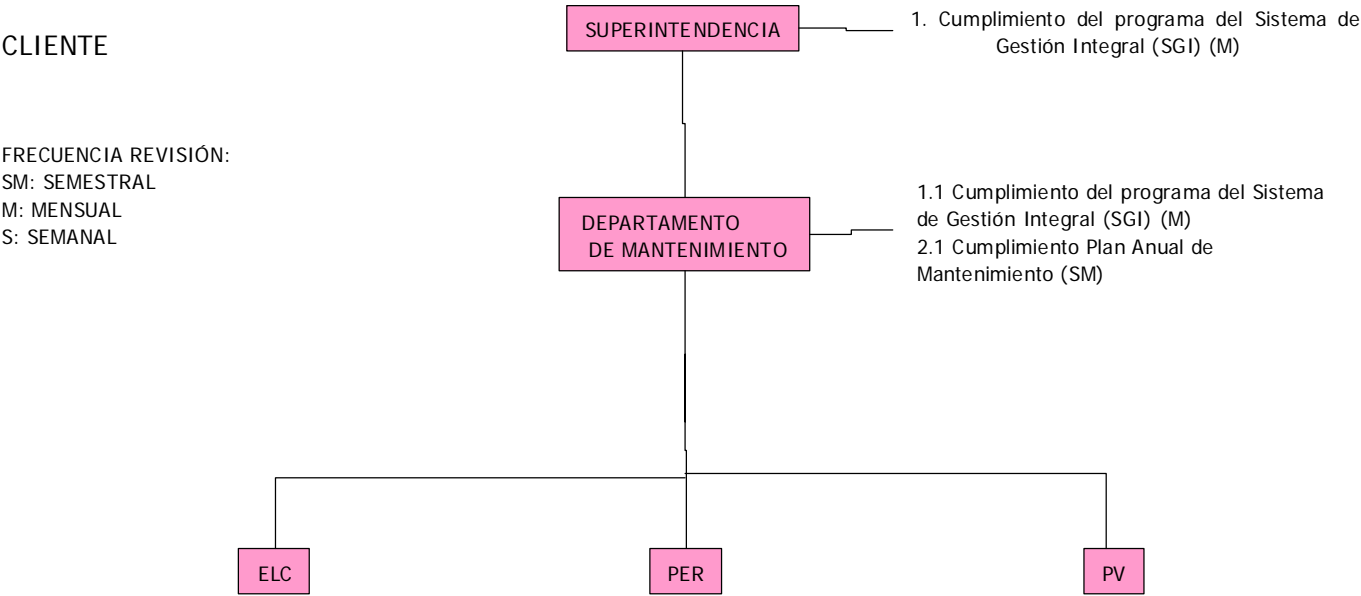 CLIENTE
SUPERINTENDENCIA
1. Cumplimiento del programa del Sistema de
Gestión Integral (SGI) (M)
FRECUENCIA REVISIÓN:
SM: SEMESTRAL
M: MENSUAL
S: SEMANAL
DEPARTAMENTO
DE MANTENIMIENTO
1.1 Cumplimiento del programa del Sistema
de Gestión Integral (SGI) (M)
2.1 Cumplimiento Plan Anual de
Mantenimiento (SM)
ELC
PER
PV